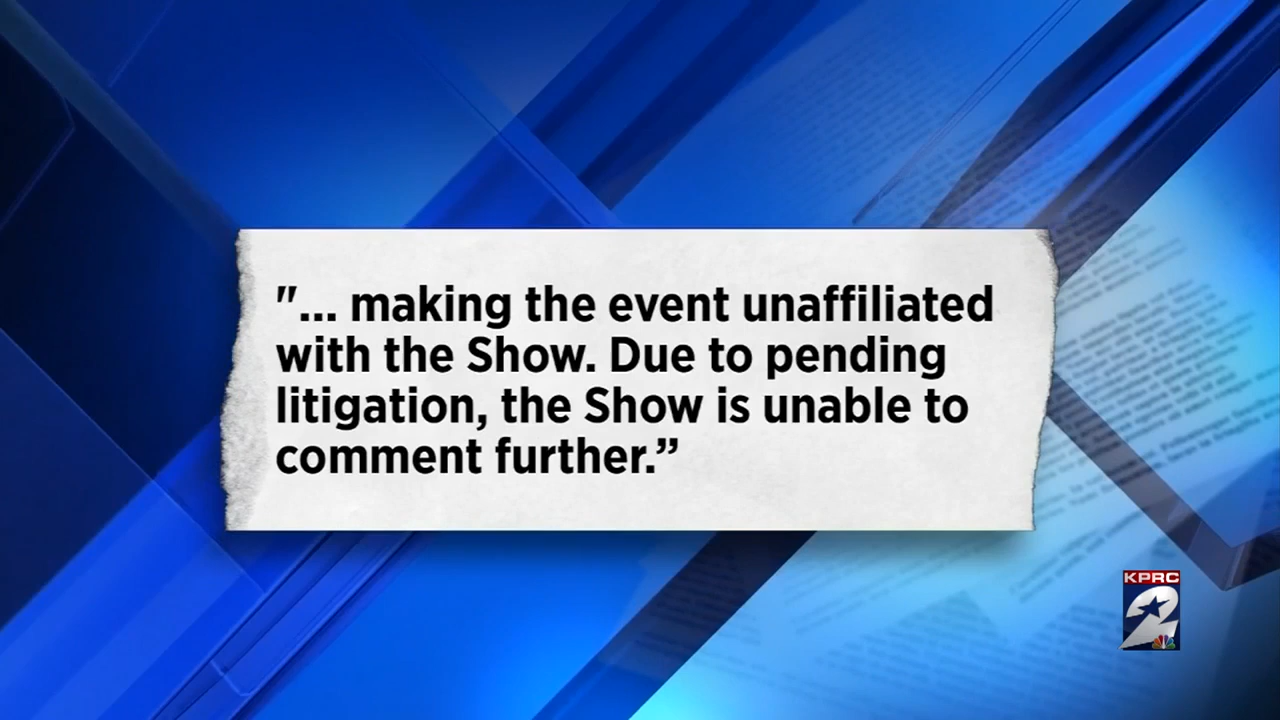 "... making the event unaffiliated
with the Show. Due to pending
litigation, the Show is unable to
comment further.”
KPRC
2